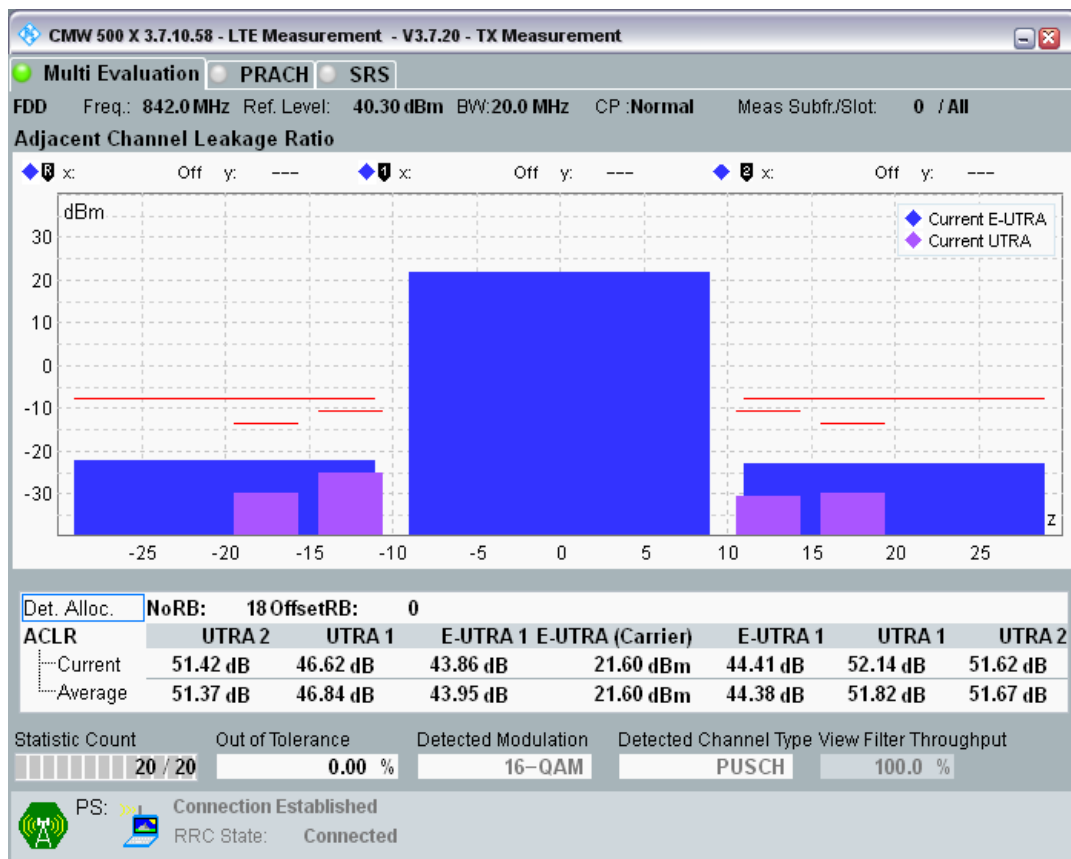 CMW 500 X 3.7.10.58 - LTE Measurement - V3.7.20 - TX Measurement
Multi Evaluation PRACH SRS
FDD Freq.: 842.0 MHz Ref. Level: 40.30 dBm BW:20.0 MHz CP :Normal Meas Subfr./Slot: 0 / All
Adjacent Channel Leakage Ratio
R x: Off y: --- 1 x: Off y: --- 2 x: Off y: ---
dBm
Current E-UTRA
Current UTRA
30
20
10
0
-10
-20
-30
z
-25 -20 -15 -10 -5 0 5 10 15 20 25
Det. Alloc. NoRB: 18 OffsetRB: 0
ACLR UTRA 2 UTRA 1 E-UTRA 1 E-UTRA (Carrier) E-UTRA 1 UTRA 1 UTRA 2
Current 51.42 dB 46.62 dB 43.86 dB 21.60 dBm 44.41 dB 52.14 dB 51.62 dB
Average 51.37 dB 46.84 dB 43.95 dB 21.60 dBm 44.38 dB 51.82 dB 51.67 dB
Statistic Count Out of Tolerance Detected Modulation Detected Channel Type View Filter Throughput
20 / 20 0.00 % 16-QAM PUSCH 100.0 %
PS: Connection Established
RRC State: Connected